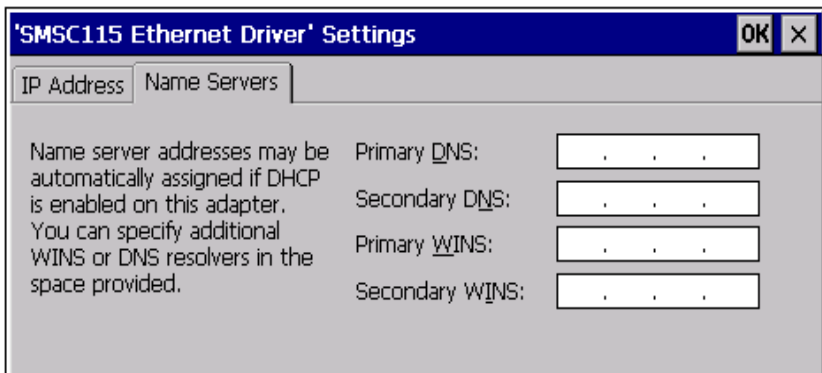 'SMSC115 Ethernet Driver' Settings
OK ×
IP Address Name Servers
Name server addresses may be
automatically assigned if DHCP
is enabled on this adapter.
You can specify additional
WINS or DNS resolvers in the
space provided.
Primary DNS: . . .
Secondary DNS: . . .
Primary WINS: . . .
Secondary WINS: . . .